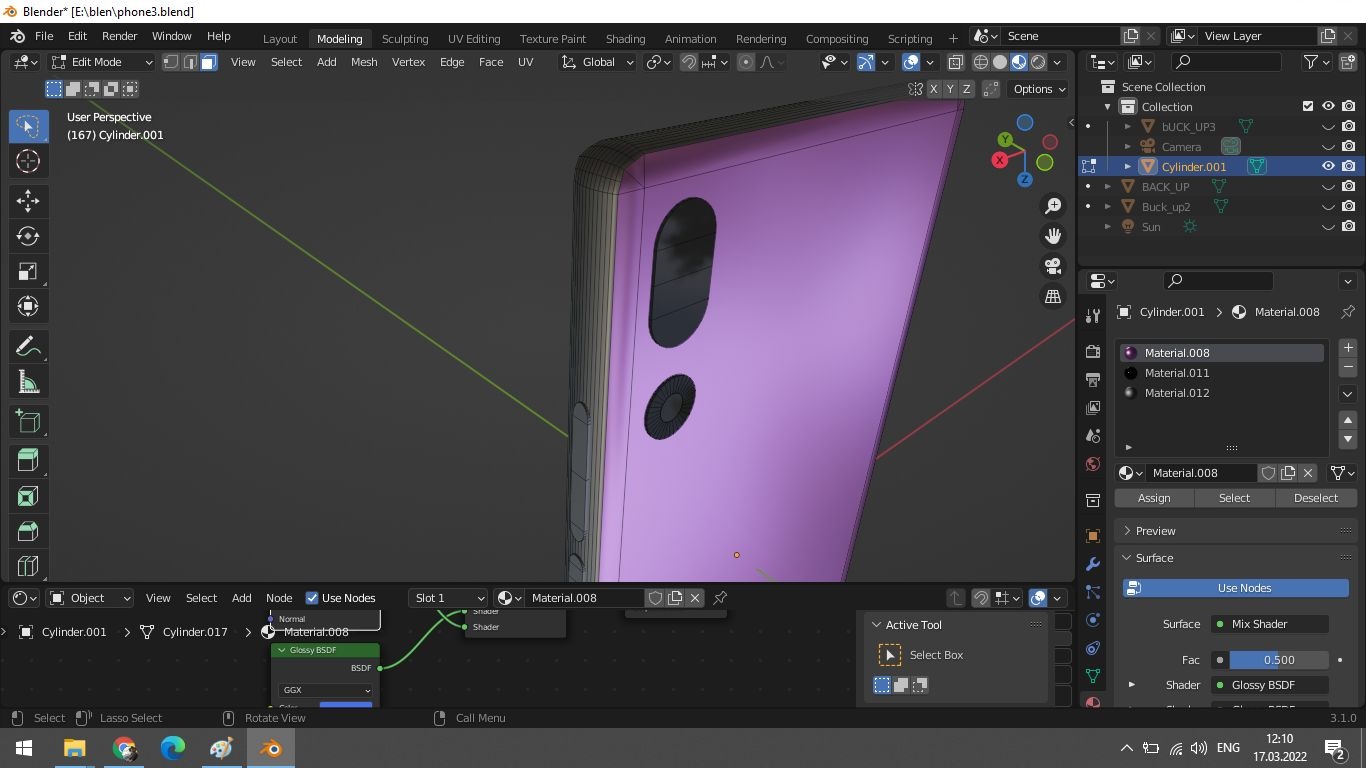 Blender* [E:\blen\phone3.blend]
File Edit Render Window Help Layout Modeling Sculpting UV Editing Texture Paint Shading Animation Rendering Compositing Scripting + Scene View Layer
Edit Mode View Select Add Mesh Vertex Edge Face UV Global
X Y Z Options
User Perspective
(167) Cylinder.001
Y
X
Z
Scene Collection
Collection
bUCK_UP3
Camera
Cylinder.001
BACK_UP
Buck_up2
Sun
Cylinder.001 > Material.008
Material.008
Material.011
Material.012
Material.008
Assign Select Deselect
Preview
Surface
Use Nodes
Surface Mix Shader
Fac 0.500
Shader Glossy BSDF
Object View Select Add Node Use Nodes Slot 1 Material.008
Normal
Shader
Shader
Cylinder.001 > Cylinder.017 > Material.008
Glossy BSDF
BSDF
GGX
Active Tool
Select Box
Select Lasso Select Rotate View Call Menu 3.1.0
ENG
12:10
17.03.2022
2